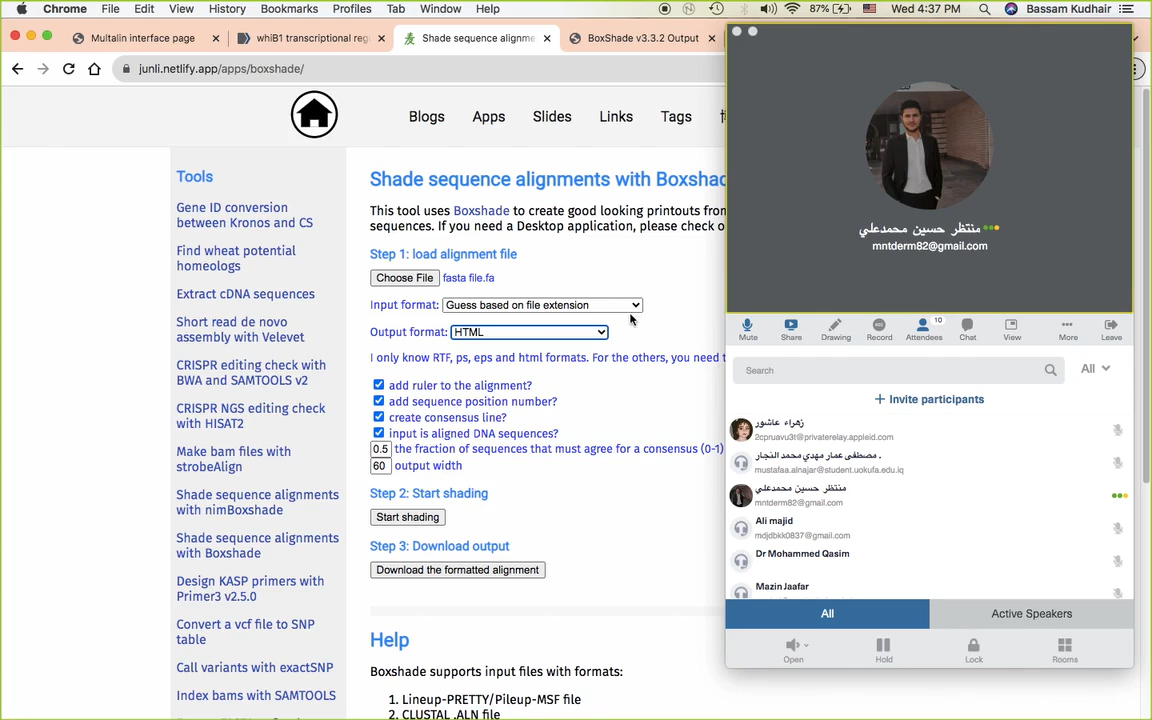 Chrome File Edit View History Bookmarks Profiles Tab Window Help 87% Wed 4:37 PM Bassam Kudhair
Multalin interface page whiB1 transcriptional reg Shade sequence alignme BoxShade v3.3.2 Output
junli.netlify.app/apps/boxshade/
Blogs Apps Slides Links Tags
Tools
Gene ID conversion
between Kronos and CS
Find wheat potential
homeologs
Extract cDNA sequences
Short read de novo
assembly with Velevet
CRISPR editing check with
BWA and SAMTOOLS v2
CRISPR NGS editing check
with HISAT2
Make bam files with
strobeAlign
Shade sequence alignments
with nimBoxshade
Shade sequence alignments
with Boxshade
Design KASP primers with
Primer3 v2.5.0
Convert a vcf file to SNP
table
Call variants with exactSNP
Index bams with SAMTOOLS
Shade sequence alignments with Boxshad
This tool uses Boxshade to create good looking printouts from
sequences. If you need a Desktop application, please check o
Step 1: load alignment file
Choose File fasta file.fa
Input format: Guess based on file extension
Output format: HTML
I only know RTF, ps, eps and html formats. For the others, you need t
add ruler to the alignment?
add sequence position number?
create consensus line?
input is aligned DNA sequences?
0.5 the fraction of sequences that must agree for a consensus (0-1)
60 output width
Step 2: Start shading
Start shading
Step 3: Download output
Download the formatted alignment
Help
Boxshade supports input files with formats:
1. Lineup-PRETTY/Pileup-MSF file
2. CLUSTAL .ALN file
منتظر حسين محمدعلي
mntderm82@gmail.com
Mute Share Drawing Record Attendees 10 Chat View More Leave
Search All
+ Invite participants
زهراء عاشور
2cpruavu3t@privaterelay.appleid.com
مصطفى عمار مهدي محمد النجار .
mustafaa.alnajar@student.uokufa.edu.iq
منتظر حسين محمدعلي
mntderm82@gmail.com
Ali majid
mdjdbkk0837@gmail.com
Dr Mohammed Qasim
Mazin Jaafar
All Active Speakers
Open Hold Lock Rooms